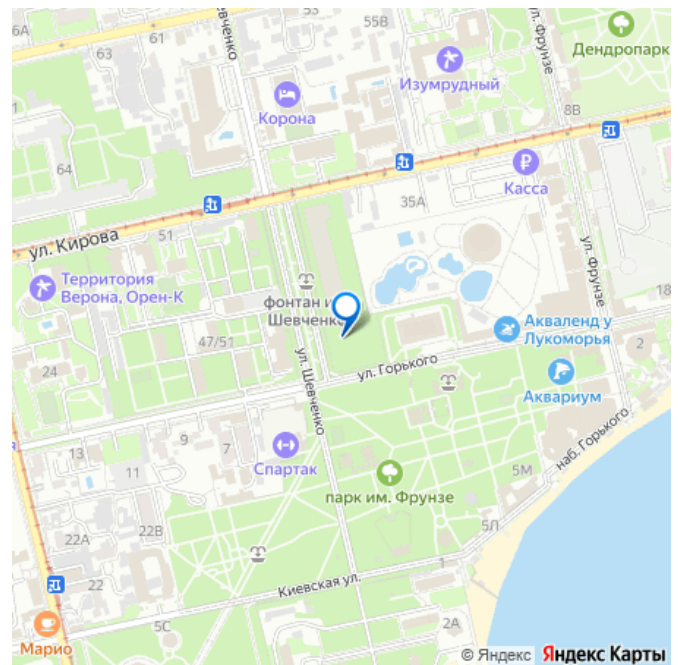 53
55В
61
63
вченко
ул. Фрунзе
Дендропарк
Изумрудный
Корона
8В
64
Касса
35А
ул. Кирова
51
Территория
Верона, Орен-К
фонтан и
Шевченко
ул. Фрунзе
18
Акваленд у
Лукоморья
2
47/51
ул. Шевченко
ул. Горького
24
Аквариум
наб. Горького
9
7
13
11
Спартак
5М
парк им. Фрунзе
22В
22А
5Л
22
Киевская ул.
1
5С
2А
Марио
© Яндекс Яндекс Карты